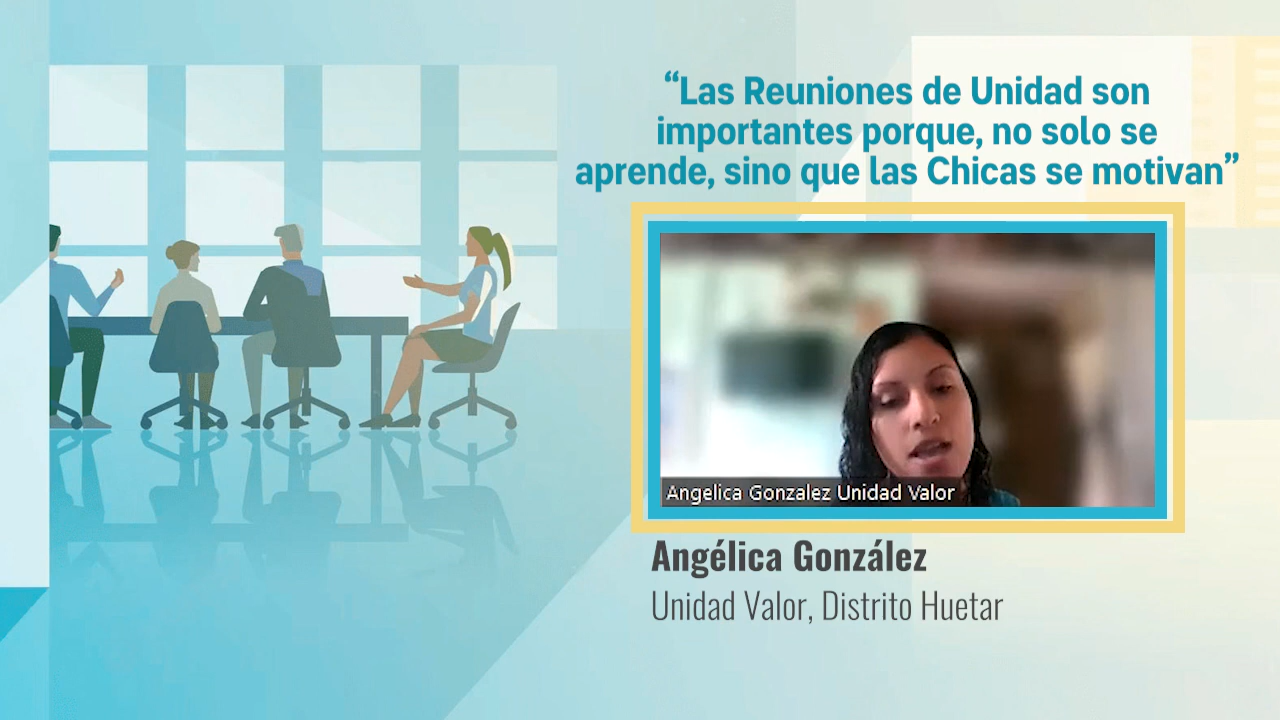 “Las Reuniones de Unidad son
importantes porque, no solo se
aprende, sino que las Chicas se motivan”
Angelica Gonzalez Unidad Valor
Angélica González
Unidad Valor, Distrito Huetar